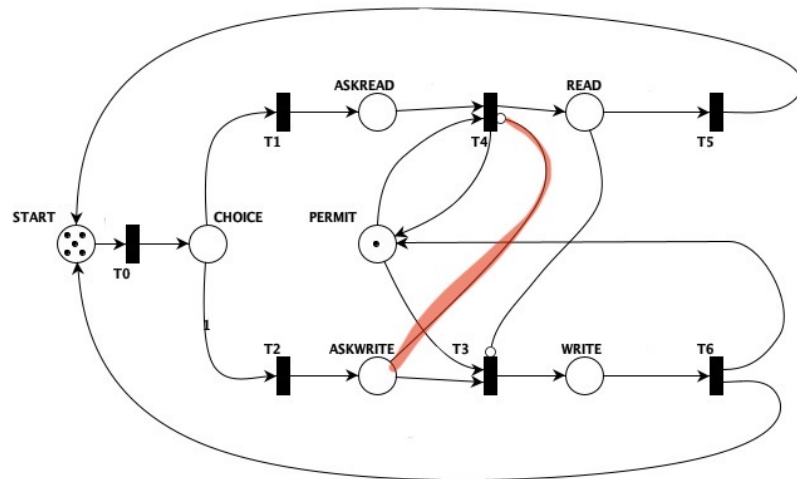 ASKREAD
READ
T1
T4
T5
START
CHOICE
PERMIT
T0
1
T2
ASKWRITE
T3
WRITE
T6